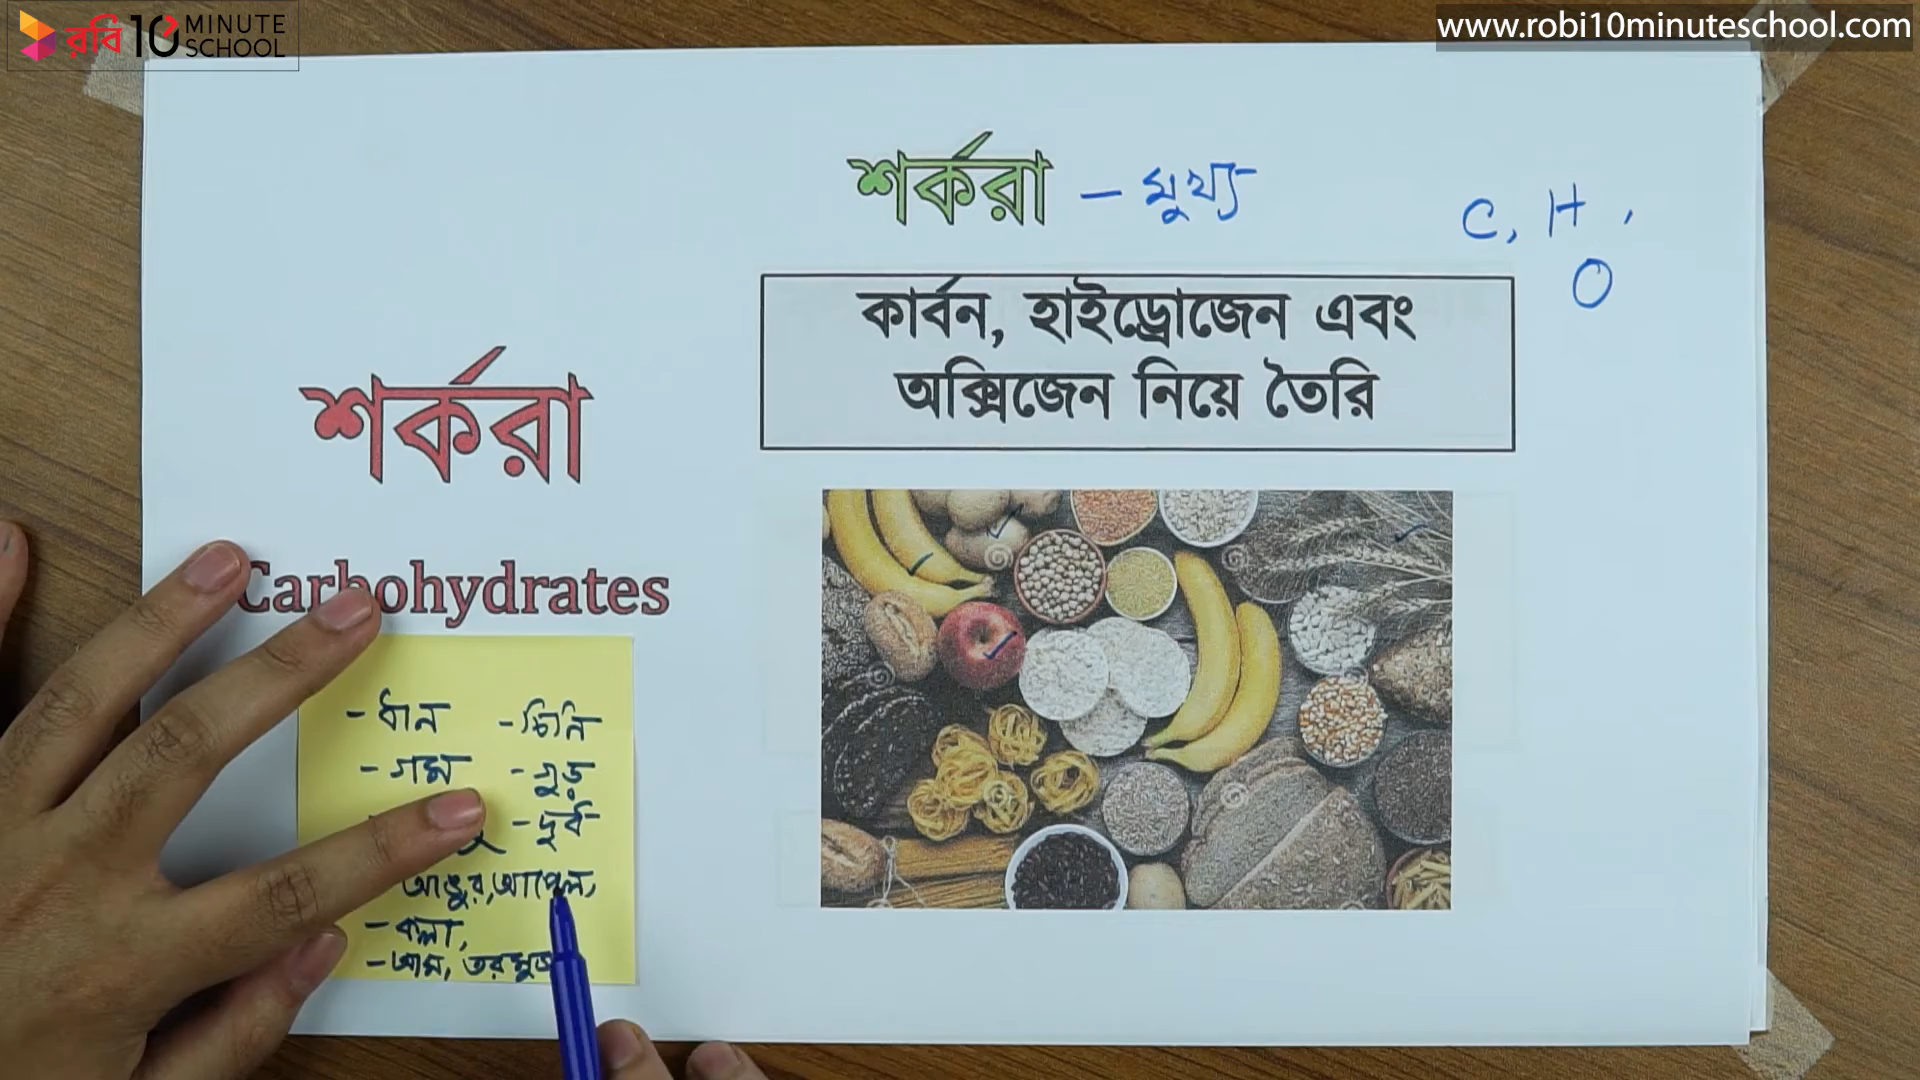 রবি 10 MINUTE SCHOOL
www.robi10minuteschool.com
শর্করা - মুখ্য
C, H,
O
কার্বন, হাইড্রোজেন এবং
অক্সিজেন নিয়ে তৈরি
শর্করা
Carbohydrates
- ধান - চিনি
- গম - গুড়
- দুধ
আঙুর, আপেল,
- কলা,
- আম,